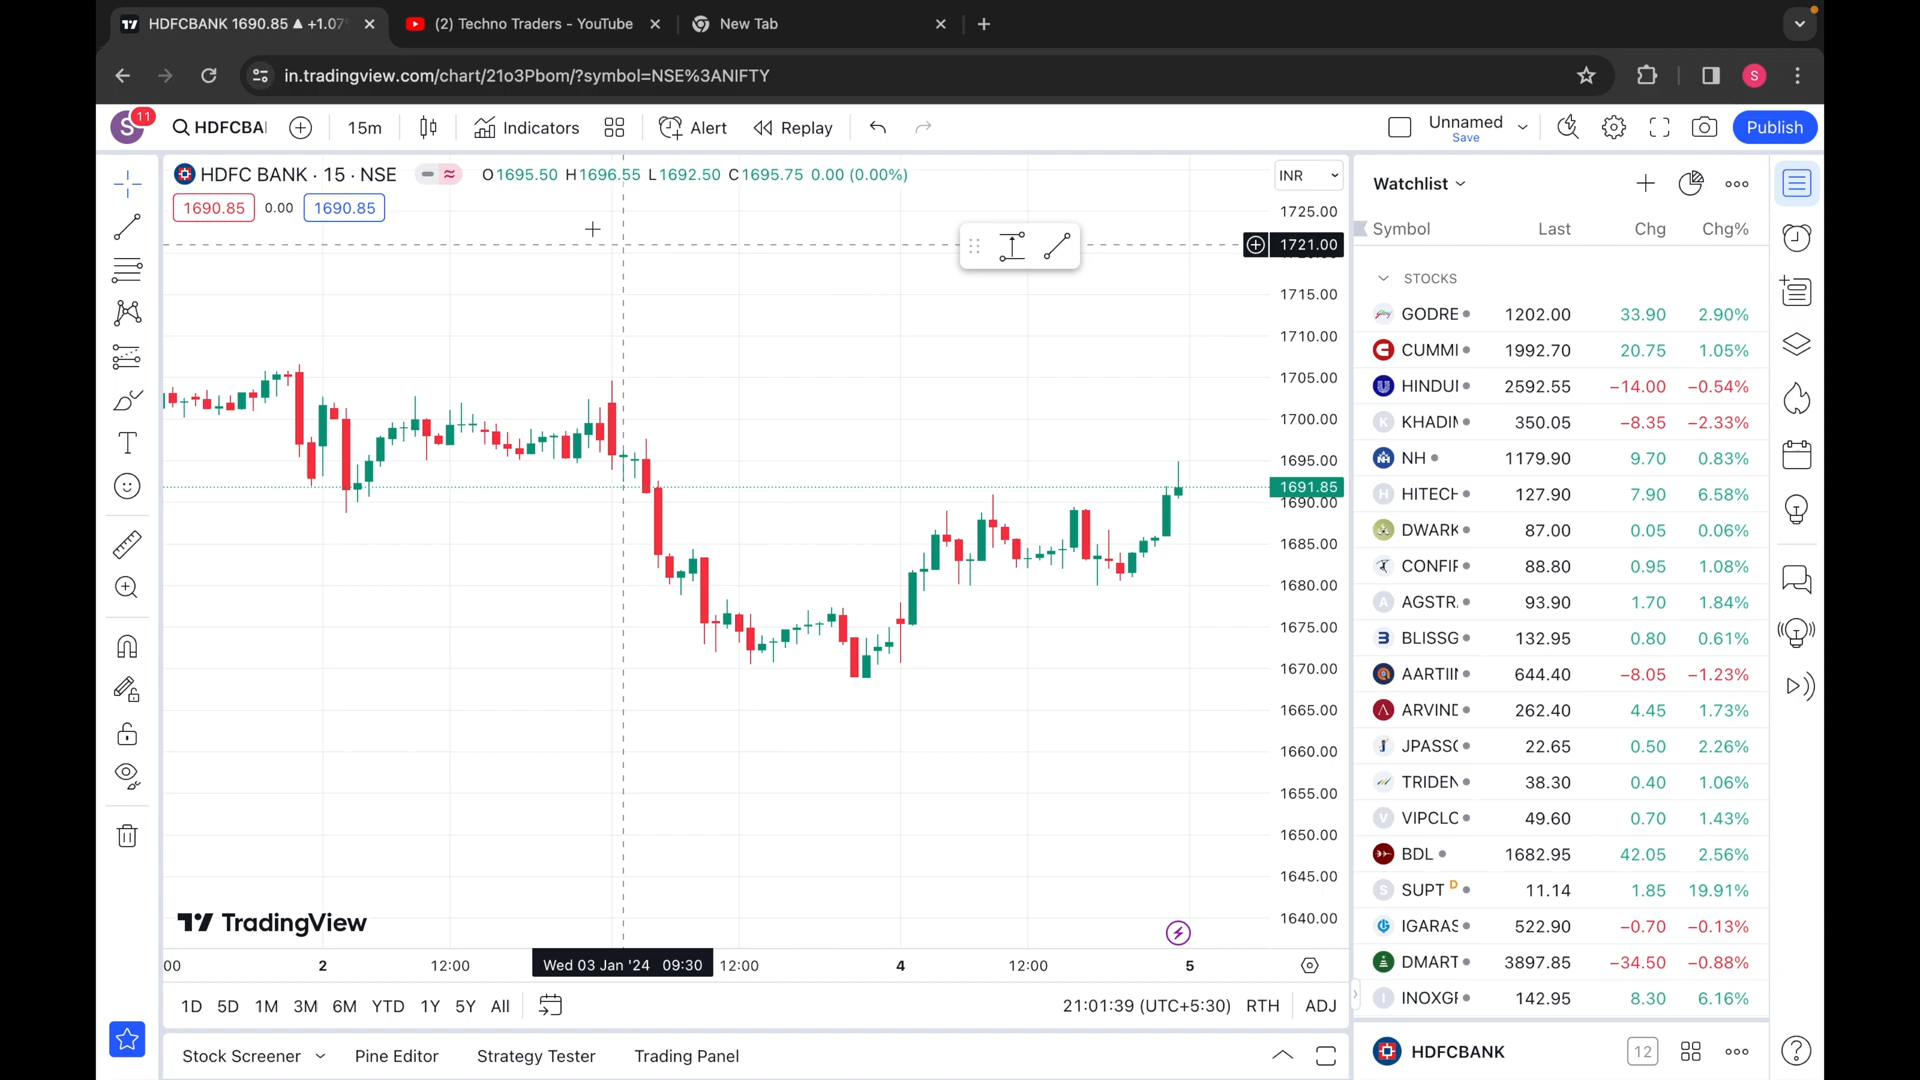 HDFCBANK 1690.85 ▲ +1.07%
(2) Techno Traders - YouTube
New Tab
in.tradingview.com/chart/21o3Pbom/?symbol=NSE%3ANIFTY
S
S 11
HDFCBA
15m
Indicators
Alert
Replay
Unnamed
Save
Publish
HDFC BANK · 15 · NSE
O1695.50 H1696.55 L1692.50 C1695.75 0.00 (0.00%)
1690.85 0.00 1690.85
INR
1725.00
1721.00
1715.00
1710.00
1705.00
1700.00
1695.00
1691.85
1690.00
1685.00
1680.00
1675.00
1670.00
1665.00
1660.00
1655.00
1650.00
1645.00
1640.00
TradingView
00 2 12:00 Wed 03 Jan '24 09:30 12:00 4 12:00 5
1D 5D 1M 3M 6M YTD 1Y 5Y All
21:01:39 (UTC+5:30) RTH ADJ
Stock Screener Pine Editor Strategy Tester Trading Panel
Watchlist
Symbol Last Chg Chg%
STOCKS
GODRE 1202.00 33.90 2.90%
CUMMI 1992.70 20.75 1.05%
HINDU 2592.55 −14.00 −0.54%
K KHADI 350.05 −8.35 −2.33%
NH 1179.90 9.70 0.83%
H HITECH 127.90 7.90 6.58%
DWARK 87.00 0.05 0.06%
CONFI 88.80 0.95 1.08%
A AGSTR 93.90 1.70 1.84%
BLISSG 132.95 0.80 0.61%
AARTII 644.40 −8.05 −1.23%
ARVIND 262.40 4.45 1.73%
JPASSO 22.65 0.50 2.26%
TRIDEN 38.30 0.40 1.06%
V VIPCLO 49.60 0.70 1.43%
BDL 1682.95 42.05 2.56%
S SUPT D 11.14 1.85 19.91%
IGARAS 522.90 −0.70 −0.13%
DMART 3897.85 −34.50 −0.88%
I INOXG 142.95 8.30 6.16%
HDFCBANK 12